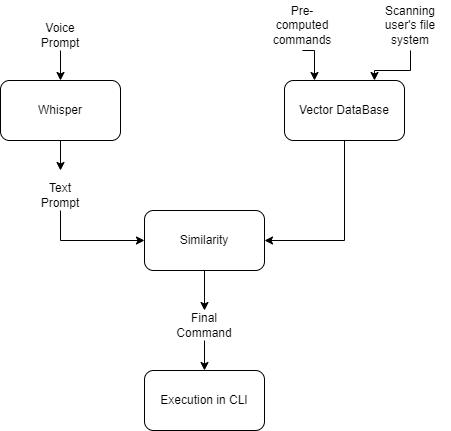 Voice
Prompt
Pre-
computed
commands
Scanning
user's file
system
Whisper
Vector DataBase
Text
Prompt
Similarity
Final
Command
Execution in CLI